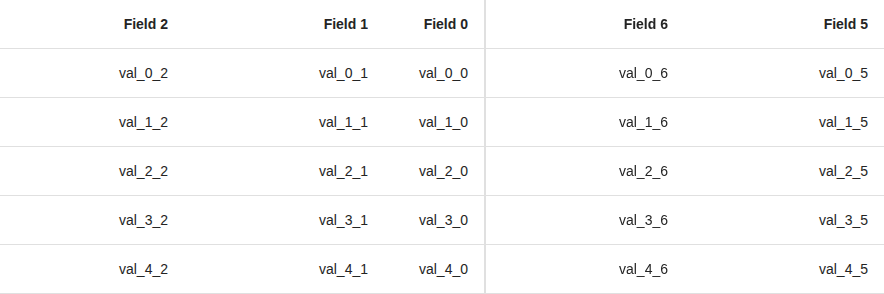 Field 2 Field 1 Field 0 Field 6 Field 5
val_0_2 val_0_1 val_0_0 val_0_6 val_0_5
val_1_2 val_1_1 val_1_0 val_1_6 val_1_5
val_2_2 val_2_1 val_2_0 val_2_6 val_2_5
val_3_2 val_3_1 val_3_0 val_3_6 val_3_5
val_4_2 val_4_1 val_4_0 val_4_6 val_4_5